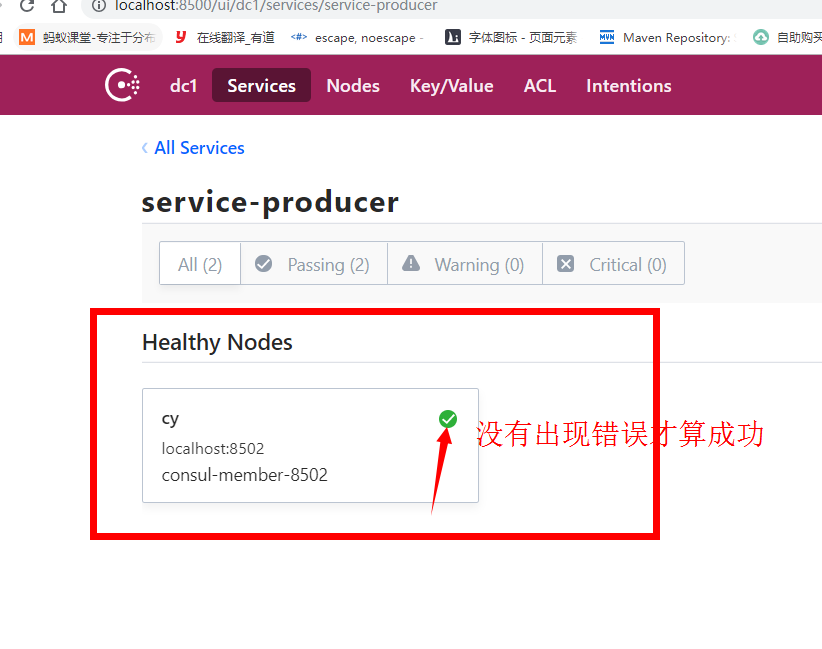 localhost:8500/ui/dc1/services/service-producer
M 蚂蚁课堂-专注于分布 y 在线翻译_有道 <#> escape, noescape - 字体图标 - 页面元素 MVN Maven Repository: 自助购买
dc1 Services Nodes Key/Value ACL Intentions
‹ All Services
service-producer
All (2) Passing (2) Warning (0) Critical (0)
Healthy Nodes
cy
localhost:8502
没有出现错误才算成功
consul-member-8502